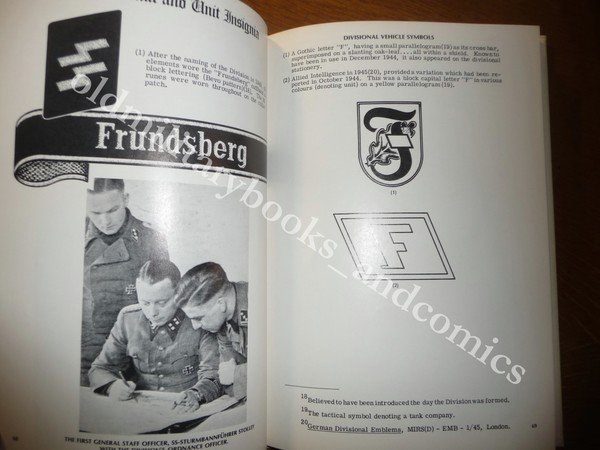 and Unit Insignia
(1) After the naming of the Division in
elements wore the "Frundsberg"
block lettering (Bevo pattern)
runes were worn throughout
patch.
Frundsberg
THE FIRST GENERAL STAFF OFFICER, SS-STURMBANNFÜHRER STOLLEY
WITH THE DIVISION'S ORDNANCE OFFICER.
DIVISIONAL VEHICLE SYMBOLS
(1) A Gothic letter "F", having a small parallelogram(19) as its cross bar,
superimposed on a slanting oak-leaf....all within a shield. Known to
have been in use in December 1944, it also appeared on the divisional
stationery.
(2) Allied Intelligence in 1945(20), provided a variation which had been re-
ported in October 1944. This was a block capital letter "F" in various
colours (denoting unit) on a yellow parallelogram(19).
F
(1)
F
(2)
18 Believed to have been introduced the day the Division was formed.
19 The tactical symbol denoting a tank company.
20 German Divisional Emblems, MIRS(D) - EMB - 1/45, London.
69
oldmilitarybooks_andcomics